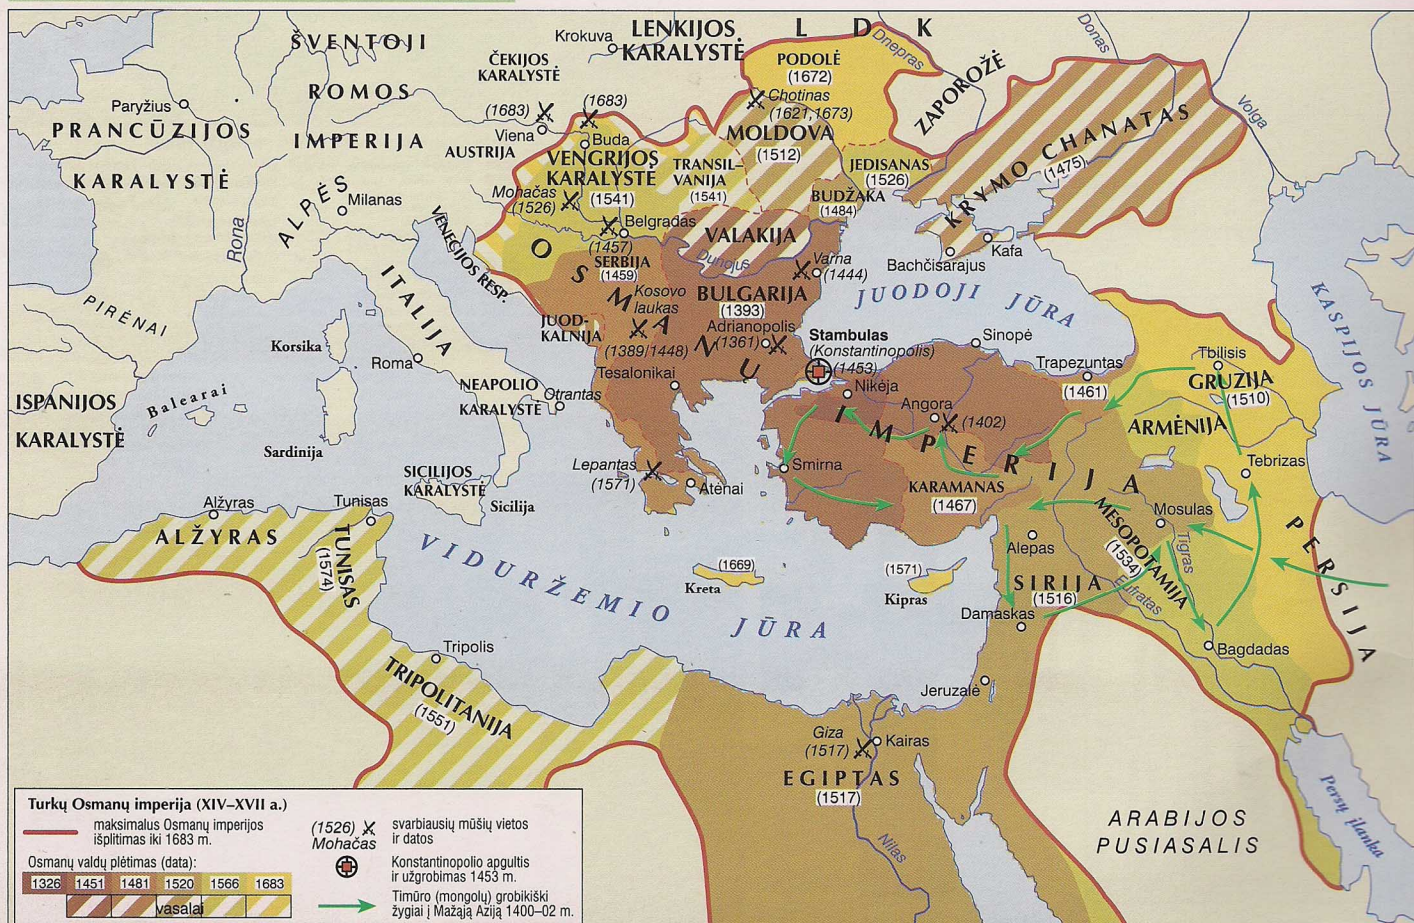 LENKIJOS
KARALYSTĖ
L D K
Krokuva
ŠVENTOJI
ROMOS
IMPERIJA
ČEKIJOS
KARALYSTĖ
(1683)
Viena
AUSTRIJA
(1683)
Buda
Paryžius
PRANCŪZIJOS
KARALYSTĖ
ALPĖS
Milanas
Rona
PIRĖNAI
PODOLĖ
(1672)
Dnepras
Donas
Volga
ZAPOROŽĖ
Chotinas
(1621,1673)
MOLDOVA
(1512)
JEDISANAS
(1526)
BUDŽAKA
(1484)
KRYMO CHANATAS
(1475)
Kafa
Bachčisarajus
VENGRIJOS
KARALYSTĖ
(1541)
TRANSIL-
VANIJA
(1541)
Mohačas
(1526)
Belgradas
(1457)
SERBIJA
(1459)
VALAKIJA
Dunojus
Varna
(1444)
VENECIJOS RESP.
ITALIJA
OSMANŲ
IMPERIJA
Kosovo
laukas
(1389/1448)
BULGARIJA
(1393)
Adrianopolis
(1361)
JUOD-
KALNIJA
JUODOJI JŪRA
KASPIJOS JŪRA
Stambulas
(Konstantinopolis)
(1453)
Sinopė
Trapezuntas
(1461)
Tbilisis
GRUZIJA
(1510)
ARMĖNIJA
Tebrizas
Nikėja
Angora
(1402)
Korsika
Roma
NEAPOLIO
KARALYSTĖ
Otrantas
Tesalonikai
ISPANIJOS
KARALYSTĖ
Balearai
Sardinija
SICILIJOS
KARALYSTĖ
Sicilija
Lepantas
(1571)
Atėnai
Smirna
KARAMANAS
(1467)
MESOPOTAMIJA
(1534)
Mosulas
Tigras
Eufratas
PERSIJA
Alžyras
ALŽYRAS
Tunisas
TUNISAS
(1574)
VIDURŽEMIO JŪRA
(1669)
Kreta
(1571)
Kipras
Alepas
SIRIJA
(1516)
Damaskas
Bagdadas
Tripolis
TRIPOLITANIJA
(1551)
Jeruzalė
Giza
(1517)
Kairas
EGIPTAS
(1517)
Nilas
ARABIJOS
PUSIASALIS
Persų įlanka
Turkų Osmanų imperija (XIV–XVII a.)
maksimalus Osmanų imperijos
išplitimas iki 1683 m.
Osmanų valdų plėtimas (data):
1326 1451 1481 1520 1566 1683
vasalai
(1526)
Mohačas
svarbiausių mūšių vietos
ir datos
Konstantinopolio apgultis
ir užgrobimas 1453 m.
Timūro (mongolų) grobikiški
žygiai į Mažąją Aziją 1400–02 m.